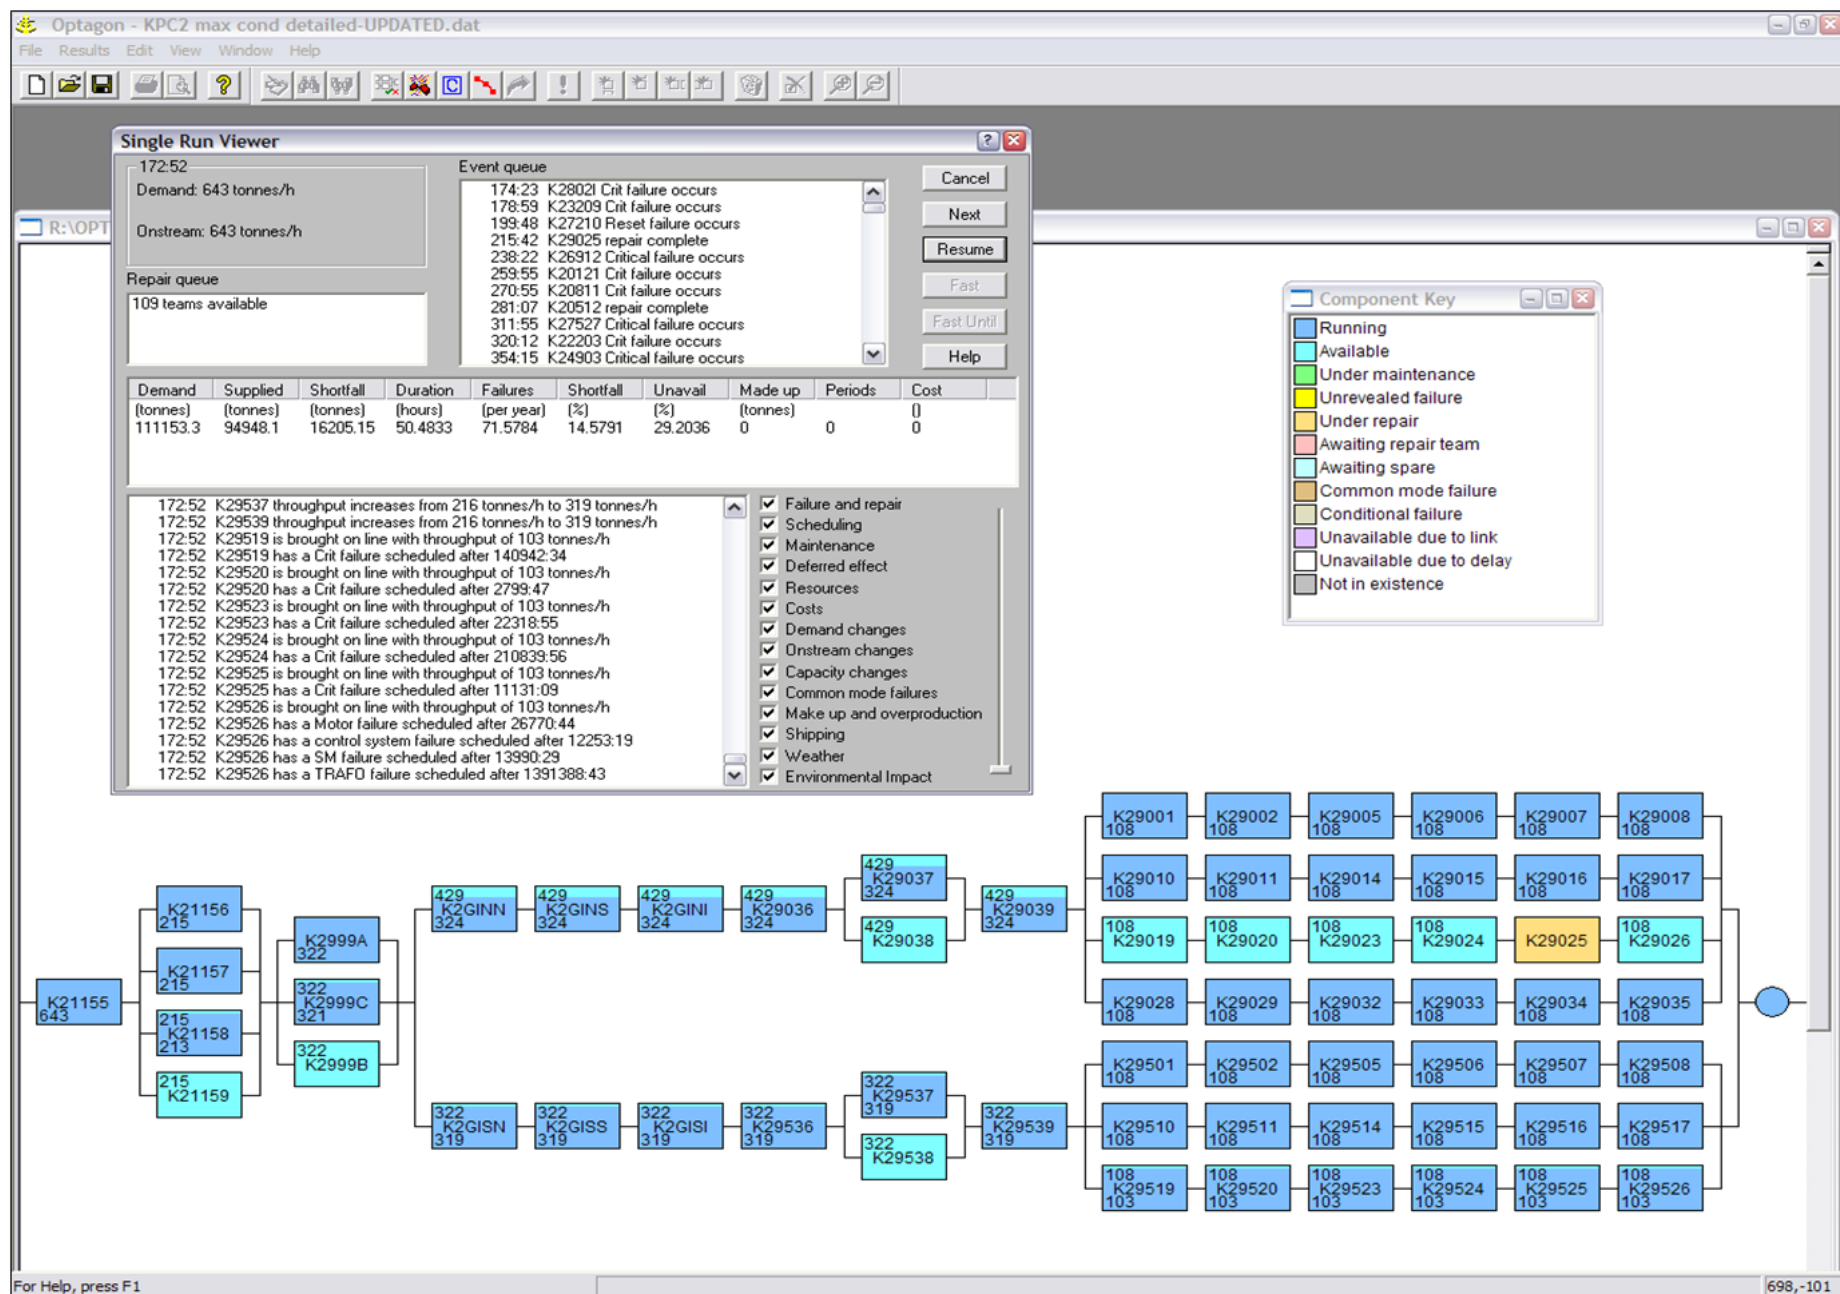 Optagon - KPC2 max cond detailed-UPDATED.dat
File Results Edit View Window Help
Single Run Viewer
172:52
Demand: 643 tonnes/h
Onstream: 643 tonnes/h
Repair queue
109 teams available
Event queue
174:23 K2802I Crit failure occurs
178:59 K23209 Crit failure occurs
199:48 K27210 Reset failure occurs
215:42 K29025 repair complete
238:22 K26912 Critical failure occurs
259:55 K20121 Crit failure occurs
270:55 K20811 Crit failure occurs
281:07 K20512 repair complete
311:55 K27527 Critical failure occurs
320:12 K22203 Crit failure occurs
354:15 K24903 Critical failure occurs
Cancel
Next
Resume
Fast
Fast Until
Help
Demand Supplied Shortfall Duration Failures Shortfall Unavail Made up Periods Cost
(tonnes) (tonnes) (tonnes) (hours) (per year) (%) (%) (tonnes) ()
111153.3 94948.1 16205.15 50.4833 71.5784 14.5791 29.2036 0 0 0
172:52 K29537 throughput increases from 216 tonnes/h to 319 tonnes/h
172:52 K29539 throughput increases from 216 tonnes/h to 319 tonnes/h
172:52 K29519 is brought on line with throughput of 103 tonnes/h
172:52 K29519 has a Crit failure scheduled after 140942:34
172:52 K29520 is brought on line with throughput of 103 tonnes/h
172:52 K29520 has a Crit failure scheduled after 2799:47
172:52 K29523 is brought on line with throughput of 103 tonnes/h
172:52 K29523 has a Crit failure scheduled after 22318:55
172:52 K29524 is brought on line with throughput of 103 tonnes/h
172:52 K29524 has a Crit failure scheduled after 210839:56
172:52 K29525 is brought on line with throughput of 103 tonnes/h
172:52 K29525 has a Crit failure scheduled after 11131:09
172:52 K29526 is brought on line with throughput of 103 tonnes/h
172:52 K29526 has a Motor failure scheduled after 26770:44
172:52 K29526 has a control system failure scheduled after 12253:19
172:52 K29526 has a SM failure scheduled after 13990:29
172:52 K29526 has a TRAFO failure scheduled after 1391388:43
Failure and repair
Scheduling
Maintenance
Deferred effect
Resources
Costs
Demand changes
Onstream changes
Capacity changes
Common mode failures
Make up and overproduction
Shipping
Weather
Environmental Impact
R:\OPT
Component Key
Running
Available
Under maintenance
Unrevealed failure
Under repair
Awaiting repair team
Awaiting spare
Common mode failure
Conditional failure
Unavailable due to link
Unavailable due to delay
Not in existence
K21155
643
K21156
215
K21157
215
215
K21158
213
215
K21159
K2999A
322
322
K2999C
321
322
K2999B
429
K2GINN
324
429
K2GINS
324
429
K2GINI
324
429
K29036
324
429
K29037
324
429
K29038
429
K29039
324
322
K2GISN
319
322
K2GISS
319
322
K2GISI
319
322
K29536
319
322
K29537
319
322
K29538
322
K29539
319
K29001 K29002 K29005 K29006 K29007 K29008
108 108 108 108 108 108
K29010 K29011 K29014 K29015 K29016 K29017
108 108 108 108 108 108
108 108 108 108 108
K29019 K29020 K29023 K29024 K29025 K29026
K29028 K29029 K29032 K29033 K29034 K29035
108 108 108 108 108 108
K29501 K29502 K29505 K29506 K29507 K29508
108 108 108 108 108 108
K29510 K29511 K29514 K29515 K29516 K29517
108 108 108 108 108 108
108 108 108 108 108 108
K29519 K29520 K29523 K29524 K29525 K29526
103 103 103 103 103 103
For Help, press F1
698,-101